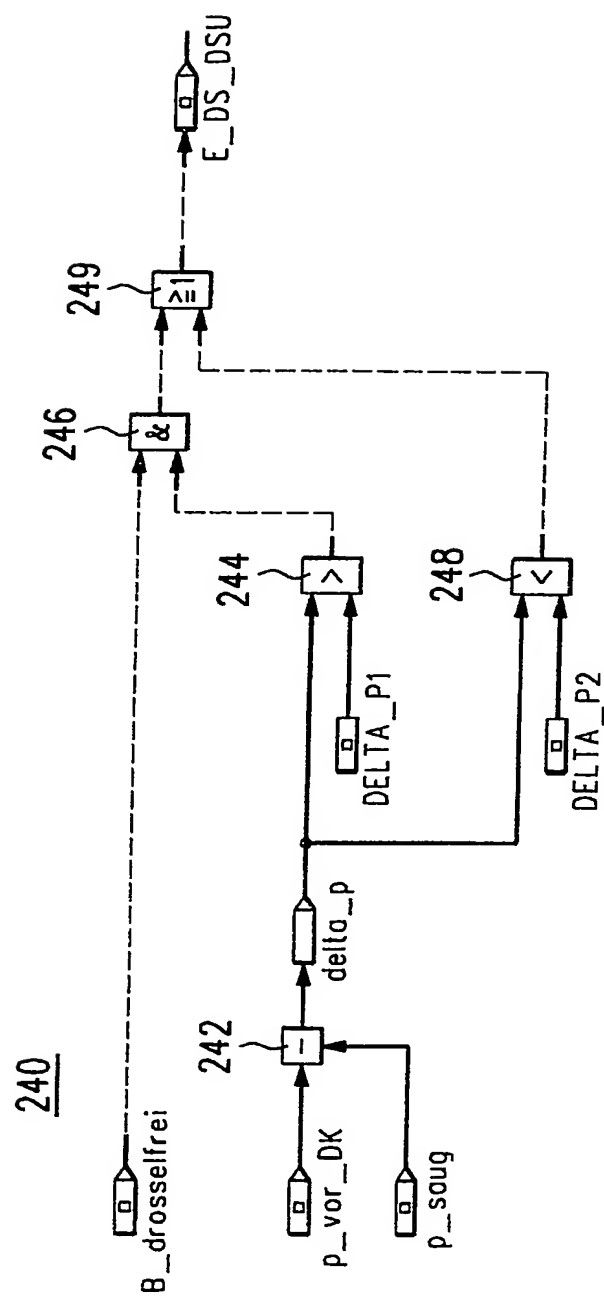 240
249
246
≥1
&
B_drosselfrei
E_DS_DSU
244
242
>
−
delta_p
p_vor_DK
DELTA_P1
p_saug
248
<
DELTA_P2